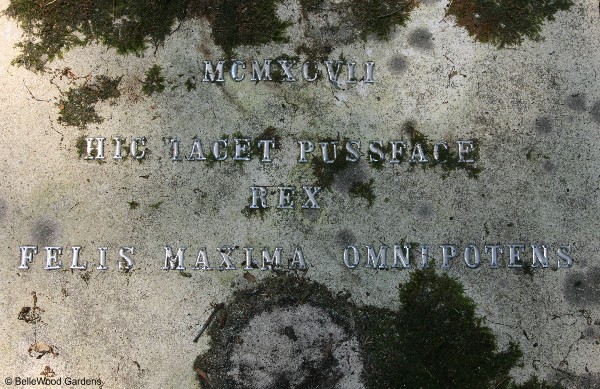 MCMXCVII
HIC IACET PUSSFACE
REX
FELIS MAXIMA OMNIPOTENS
© BelleWood Gardens